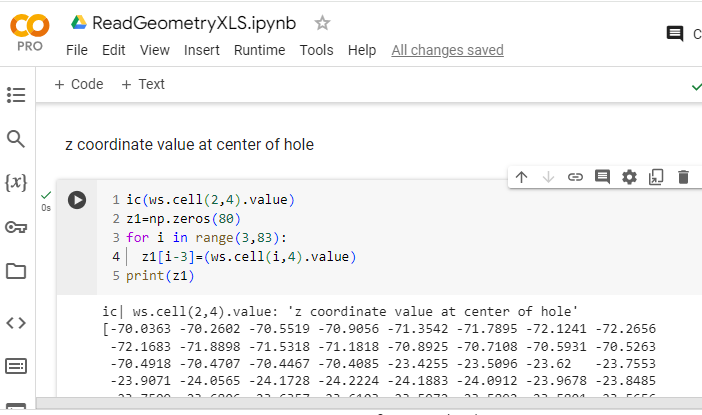 ReadGeometryXLS.ipynb
PRO
File Edit View Insert Runtime Tools Help All changes saved
C
+ Code + Text
z coordinate value at center of hole
{x}
0s
1 ic(ws.cell(2,4).value)
2 z1=np.zeros(80)
3 for i in range(3,83):
4 z1[i-3]=(ws.cell(i,4).value)
5 print(z1)
ic| ws.cell(2,4).value: 'z coordinate value at center of hole'
[-70.0363 -70.2602 -70.5519 -70.9056 -71.3542 -71.7895 -72.1241 -72.2656
-72.1683 -71.8898 -71.5318 -71.1818 -70.8925 -70.7108 -70.5931 -70.5263
-70.4918 -70.4707 -70.4467 -70.4085 -23.4255 -23.5096 -23.62 -23.7553
-23.9071 -24.0565 -24.1728 -24.2224 -24.1883 -24.0912 -23.9678 -23.8485